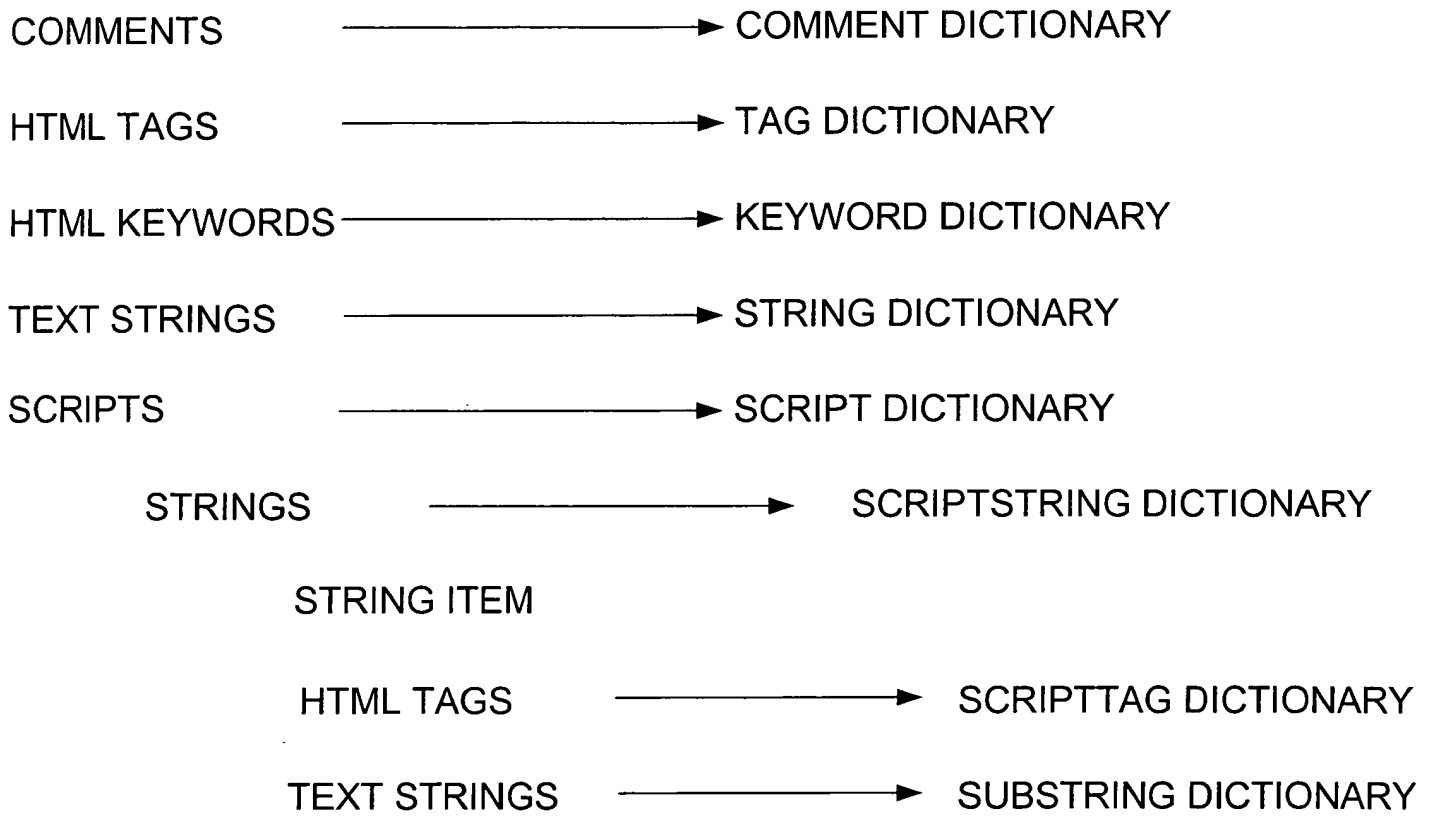 COMMENTS COMMENT DICTIONARY
HTML TAGS TAG DICTIONARY
HTML KEYWORDS KEYWORD DICTIONARY
TEXT STRINGS STRING DICTIONARY
SCRIPTS SCRIPT DICTIONARY
STRINGS SCRIPTSTRING DICTIONARY
STRING ITEM
HTML TAGS SCRIPTTAG DICTIONARY
TEXT STRINGS SUBSTRING DICTIONARY